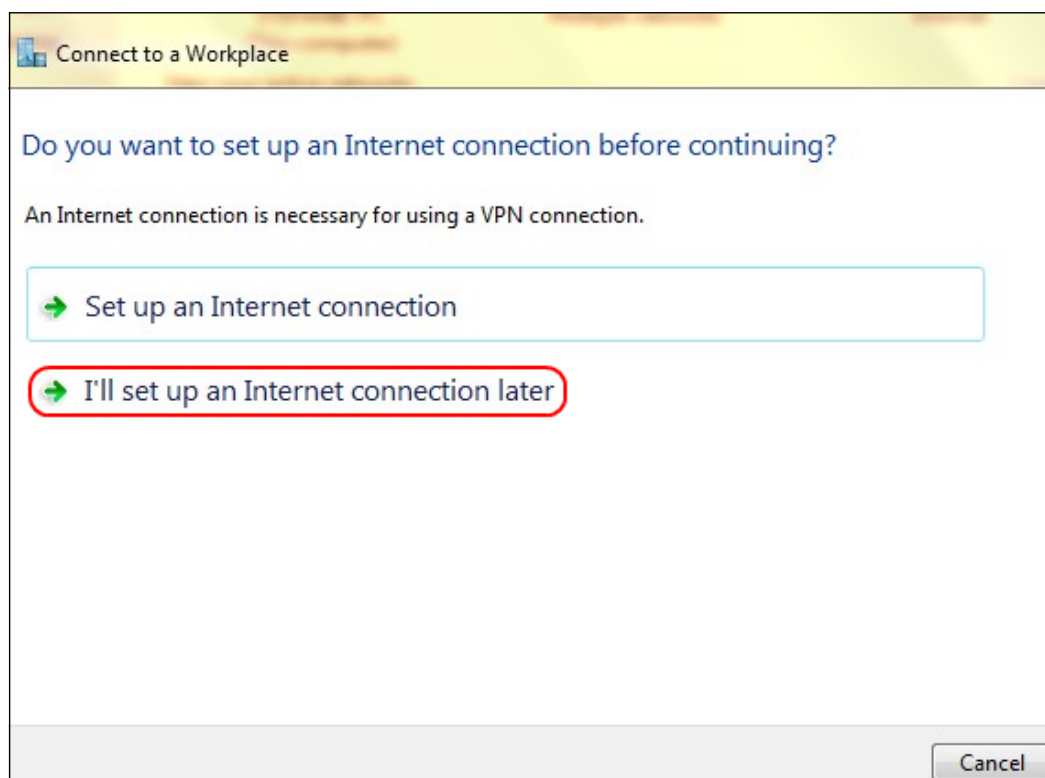 Connect to a Workplace
Do you want to set up an Internet connection before continuing?
An Internet connection is necessary for using a VPN connection.
Set up an Internet connection
I'll set up an Internet connection later
Cancel